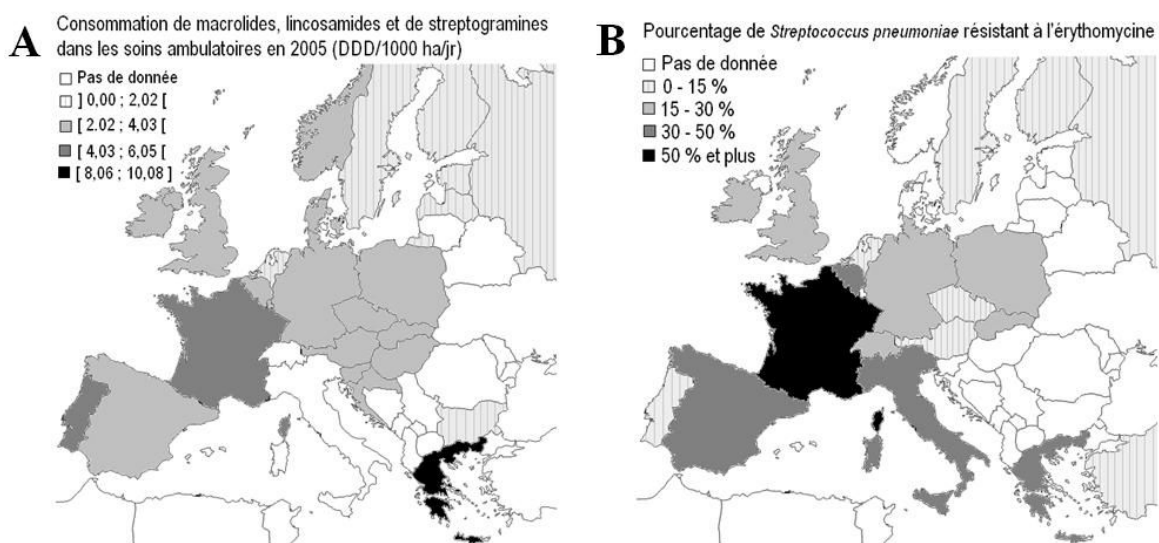 A
Consommation de macrolides, lincosamides et de streptogramines
dans les soins ambulatoires en 2005 (DDD/1000 ha/jr)
Pas de donnée
] 0,00 ; 2,02 [
[ 2.02 ; 4,03 [
[ 4,03 ; 6,05 [
[ 8,06 ; 10,08 ]
B
Pourcentage de Streptococcus pneumoniae résistant à l'érythomycine
Pas de donnée
0 - 15 %
15 - 30 %
30 - 50 %
50 % et plus